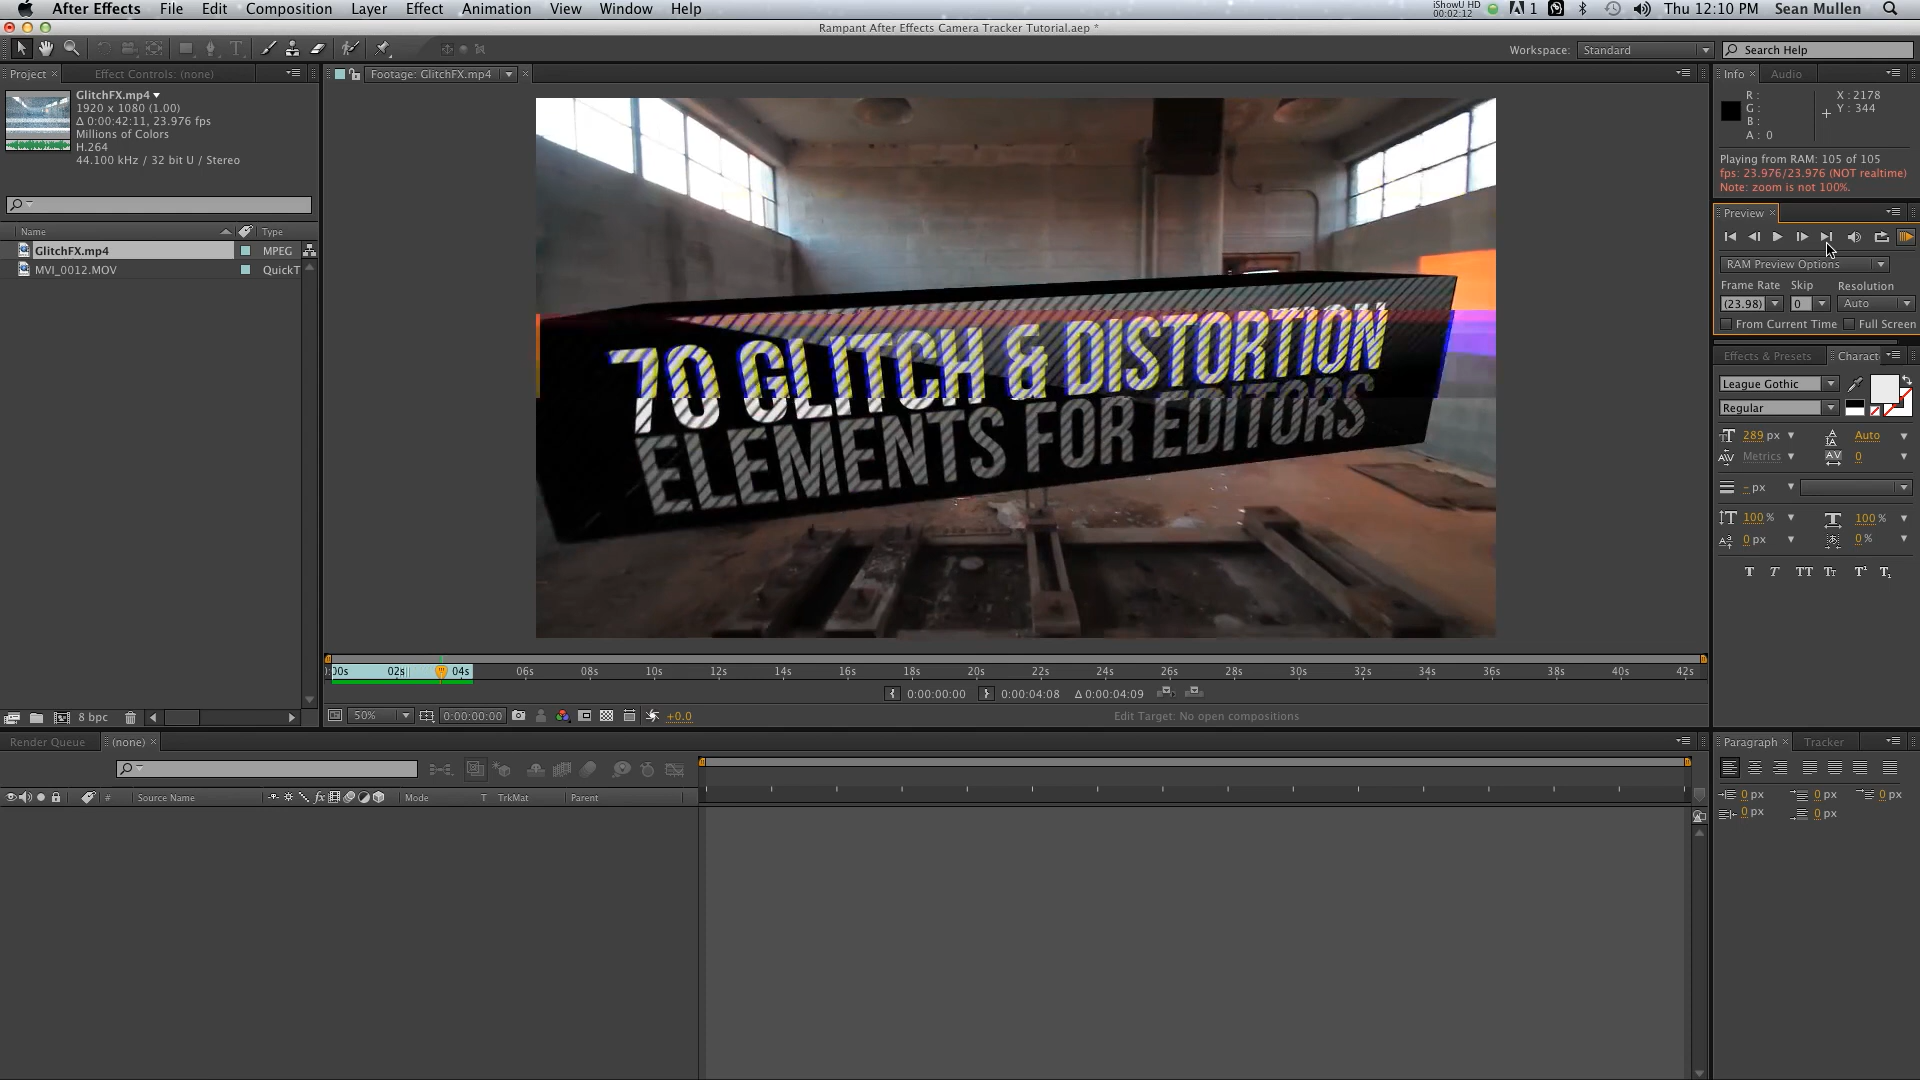 After Effects File Edit Composition Layer Effect Animation View Window Help
iShowU HD
00:02:12
1
Thu 12:10 PM Sean Mullen
Rampant After Effects Camera Tracker Tutorial.aep *
Workspace: Standard
Search Help
Project
Effect Controls: (none)
Footage: GlitchFX.mp4
Info
Audio
GlitchFX.mp4
1920 x 1080 (1.00)
Δ 0:00:42:11, 23.976 fps
Millions of Colors
H.264
44.100 kHz / 32 bit U / Stereo
R :
G :
B :
A : 0
X : 2178
Y : 344
Playing from RAM: 105 of 105
fps: 23.976/23.976 (NOT realtime)
Note: zoom is not 100%.
Preview
RAM Preview Options
Frame Rate Skip Resolution
(23.98) 0 Auto
From Current Time Full Screen
Name Type
GlitchFX.mp4 MPEG
MVI_0012.MOV QuickT
70 GLITCH & DISTORTION
ELEMENTS FOR EDITORS
Effects & Presets Charact
League Gothic
Regular
289 px Auto
Metrics 0
- px
100 % 100 %
0 px 0 %
T T TT Tt T¹ T₁
00s 02s 04s 06s 08s 10s 12s 14s 16s 18s 20s 22s 24s 26s 28s 30s 32s 34s 36s 38s 40s 42s
0:00:00:00 0:00:04:08 Δ 0:00:04:09
8 bpc
50% 0:00:00:00 +0.0 Edit Target: No open compositions
Render Queue (none)
# Source Name Mode T TrkMat Parent
Paragraph Tracker
0 px 0 px 0 px
0 px 0 px